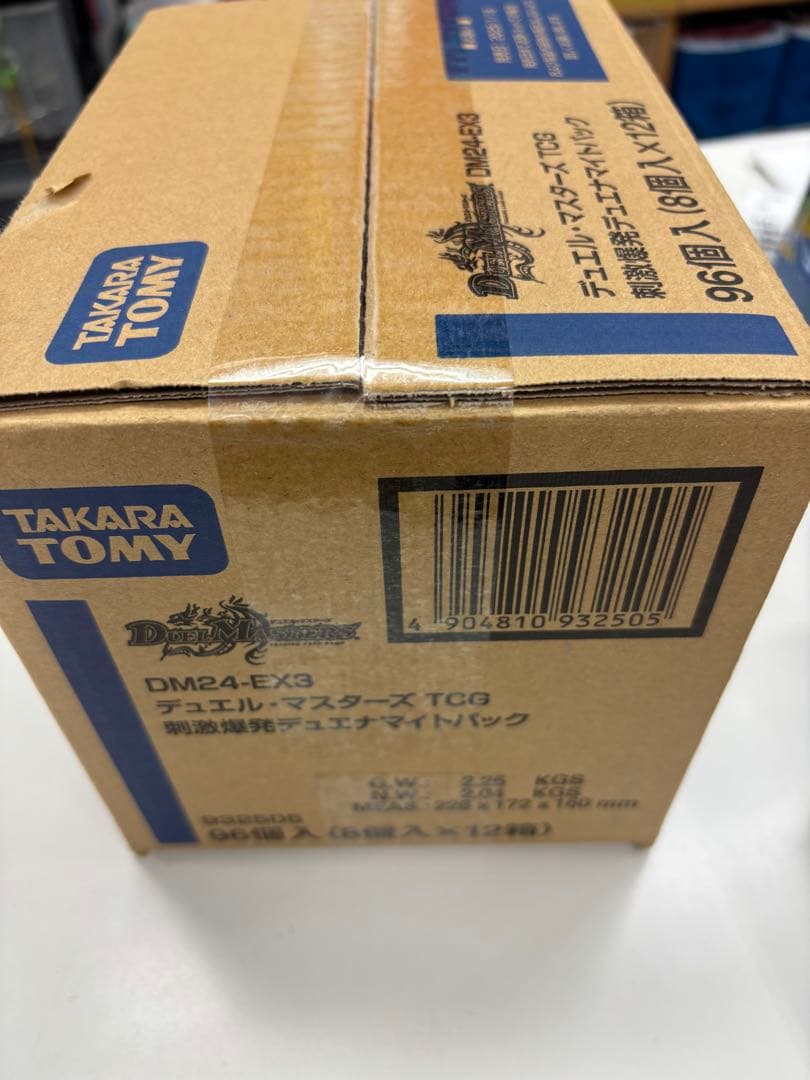 TAKARA
TOMY
DUEL MASTERS
DM24-EX3
デュエル・マスターズ TCG
刺激爆発デュエナマイトパック
96個入(8個入×12箱)
TAKARA
TOMY
4 904810 932505
DUEL MASTERS
DM24-EX3
デュエル・マスターズ TCG
刺激爆発デュエナマイトパック
G.W.: 2.26 KGS
N.W.: 2.04 KGS
932505
96個入(8個入×12箱)